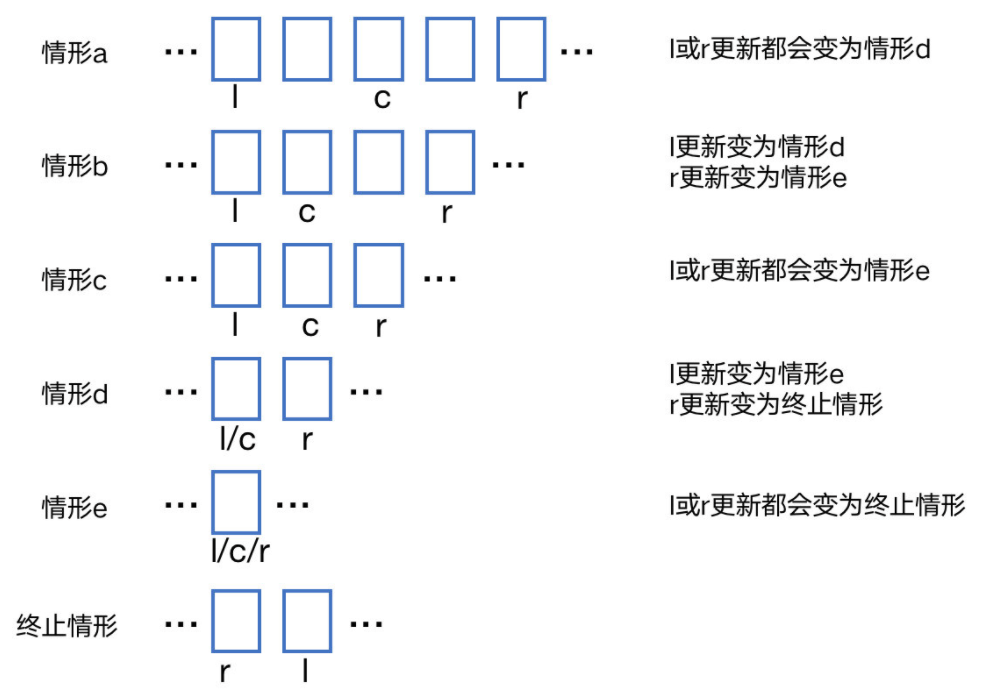 情形a ... ... l或r更新都会变为情形d
l c r
情形b ... ... l更新变为情形d
r更新变为情形e
l c r
情形c ... ... l或r更新都会变为情形e
l c r
情形d ... ... l更新变为情形e
r更新变为终止情形
l/c r
情形e ... ... l或r更新都会变为终止情形
l/c/r
终止情形 ... ...
r l